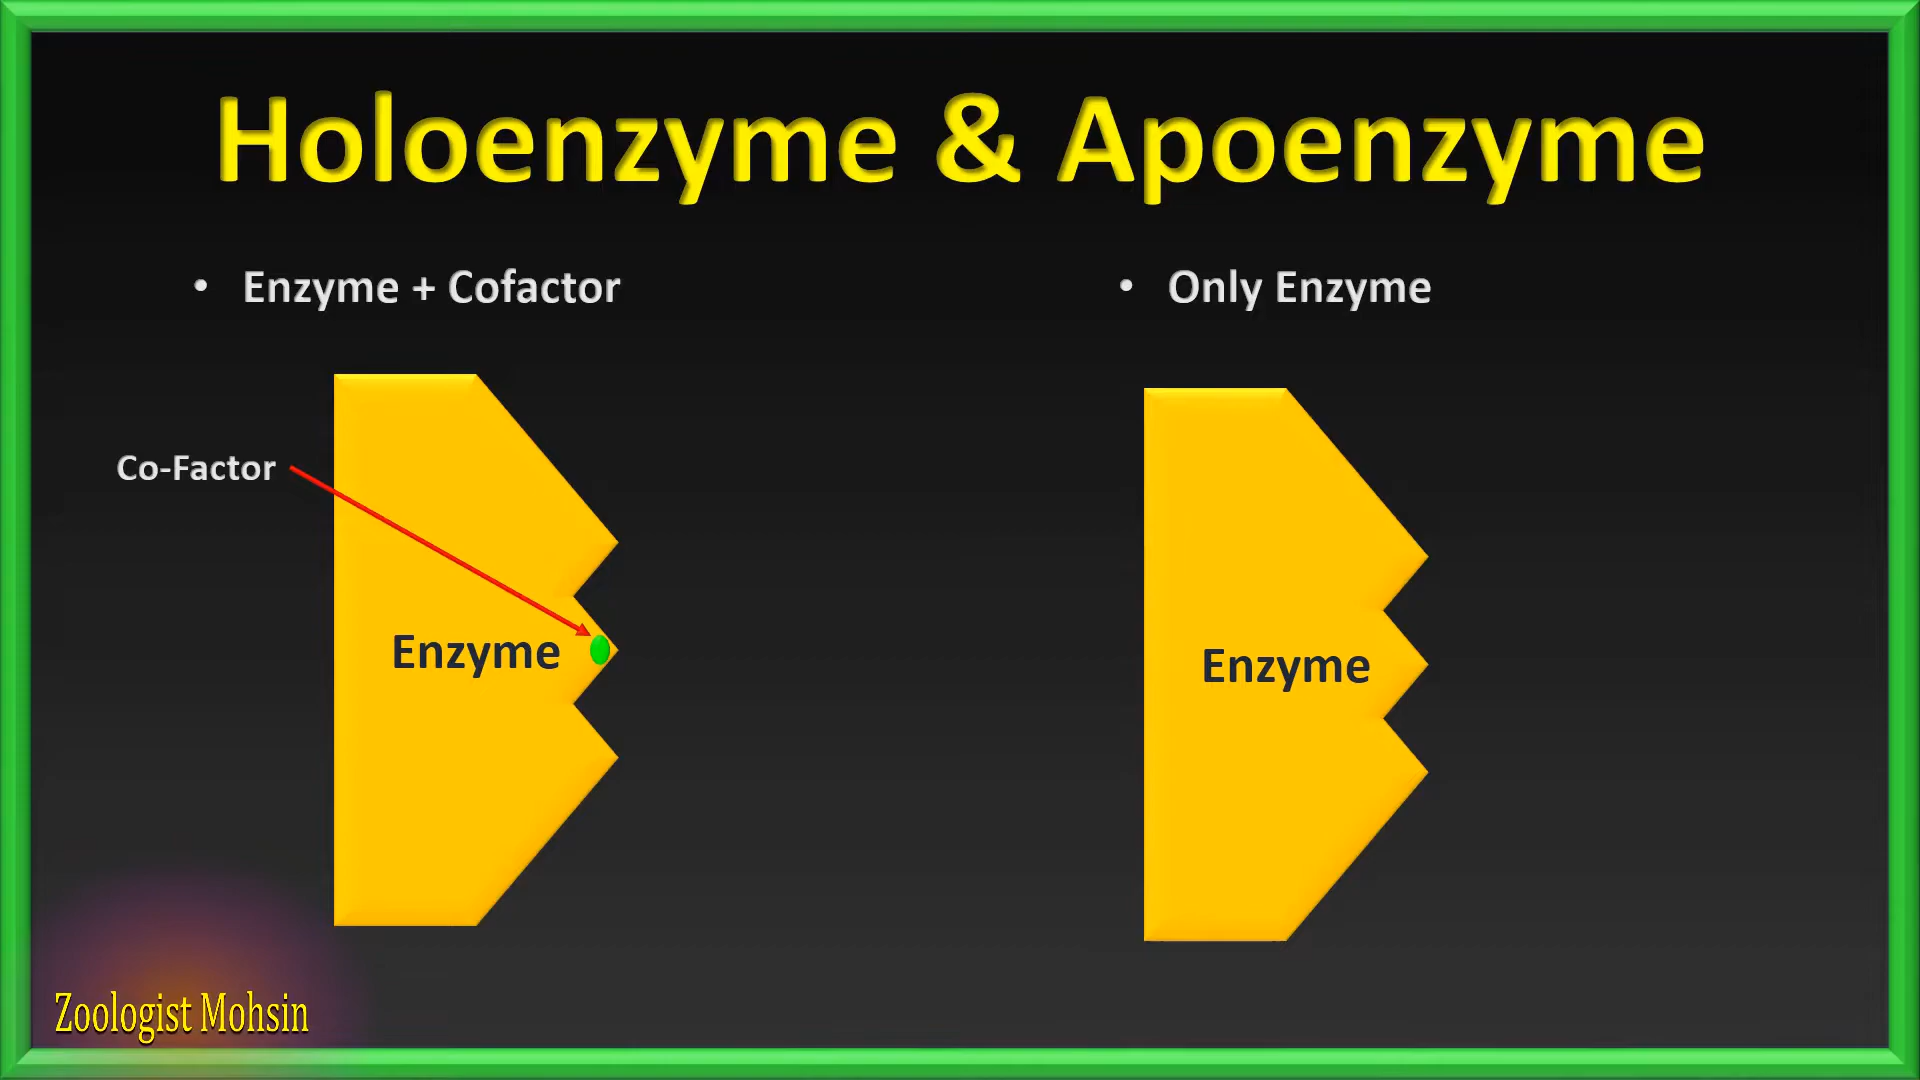 Holoenzyme & Apoenzyme
• Enzyme + Cofactor
• Only Enzyme
Co-Factor
Enzyme
Enzyme
Zoologist Mohsin